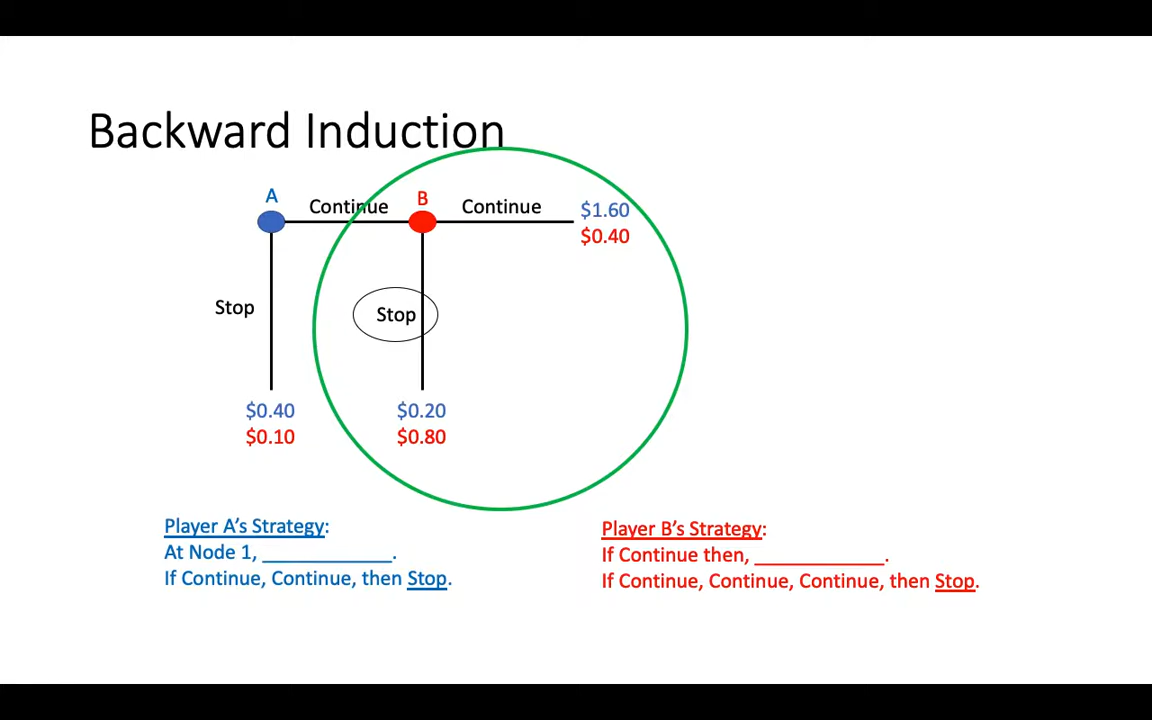 Backward Induction
A
Continue
B
Continue
$1.60
$0.40
Stop
Stop
$0.40
$0.10
$0.20
$0.80
Player A's Strategy:
At Node 1, ____________.
If Continue, Continue, then Stop.
Player B's Strategy:
If Continue then, ____________.
If Continue, Continue, Continue, then Stop.